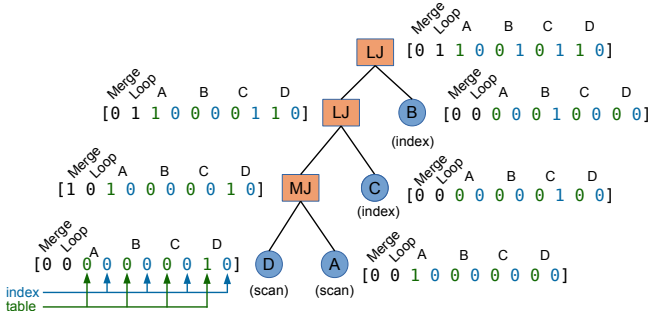 Merge Loop A B C D
LJ [0 1 1 0 0 1 0 1 1 0]
Merge Loop A B C D
[0 1 1 0 0 0 0 1 1 0] LJ B
(index)
Merge Loop A B C D
[0 0 0 0 0 1 0 0 0 0]
Merge Loop A B C D
[1 0 1 0 0 0 0 0 1 0] MJ C
(index)
Merge Loop A B C D
[0 0 0 0 0 0 0 1 0 0]
Merge Loop A B C D
[0 0 0 0 0 0 0 0 1 0] D A
(scan) (scan)
Merge Loop A B C D
[0 0 1 0 0 0 0 0 0 0]
index
table